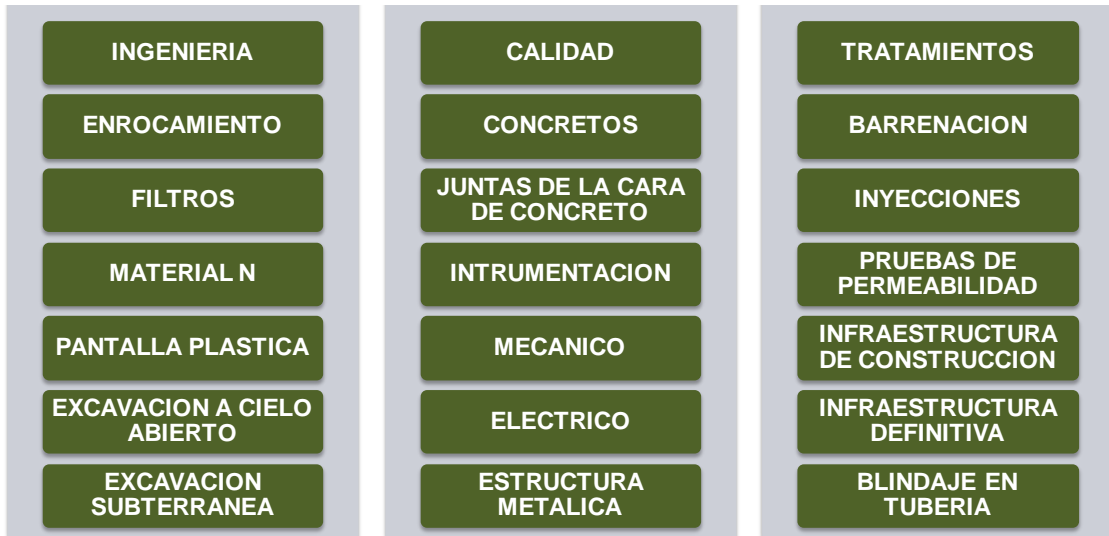 INGENIERIA
ENROCAMIENTO
FILTROS
MATERIAL N
PANTALLA PLASTICA
EXCAVACION A CIELO
ABIERTO
EXCAVACION
SUBTERRANEA
CALIDAD
CONCRETOS
JUNTAS DE LA CARA
DE CONCRETO
INTRUMENTACION
MECANICO
ELECTRICO
ESTRUCTURA
METALICA
TRATAMIENTOS
BARRENACION
INYECCIONES
PRUEBAS DE
PERMEABILIDAD
INFRAESTRUCTURA
DE CONSTRUCCION
INFRAESTRUCTURA
DEFINITIVA
BLINDAJE EN
TUBERIA